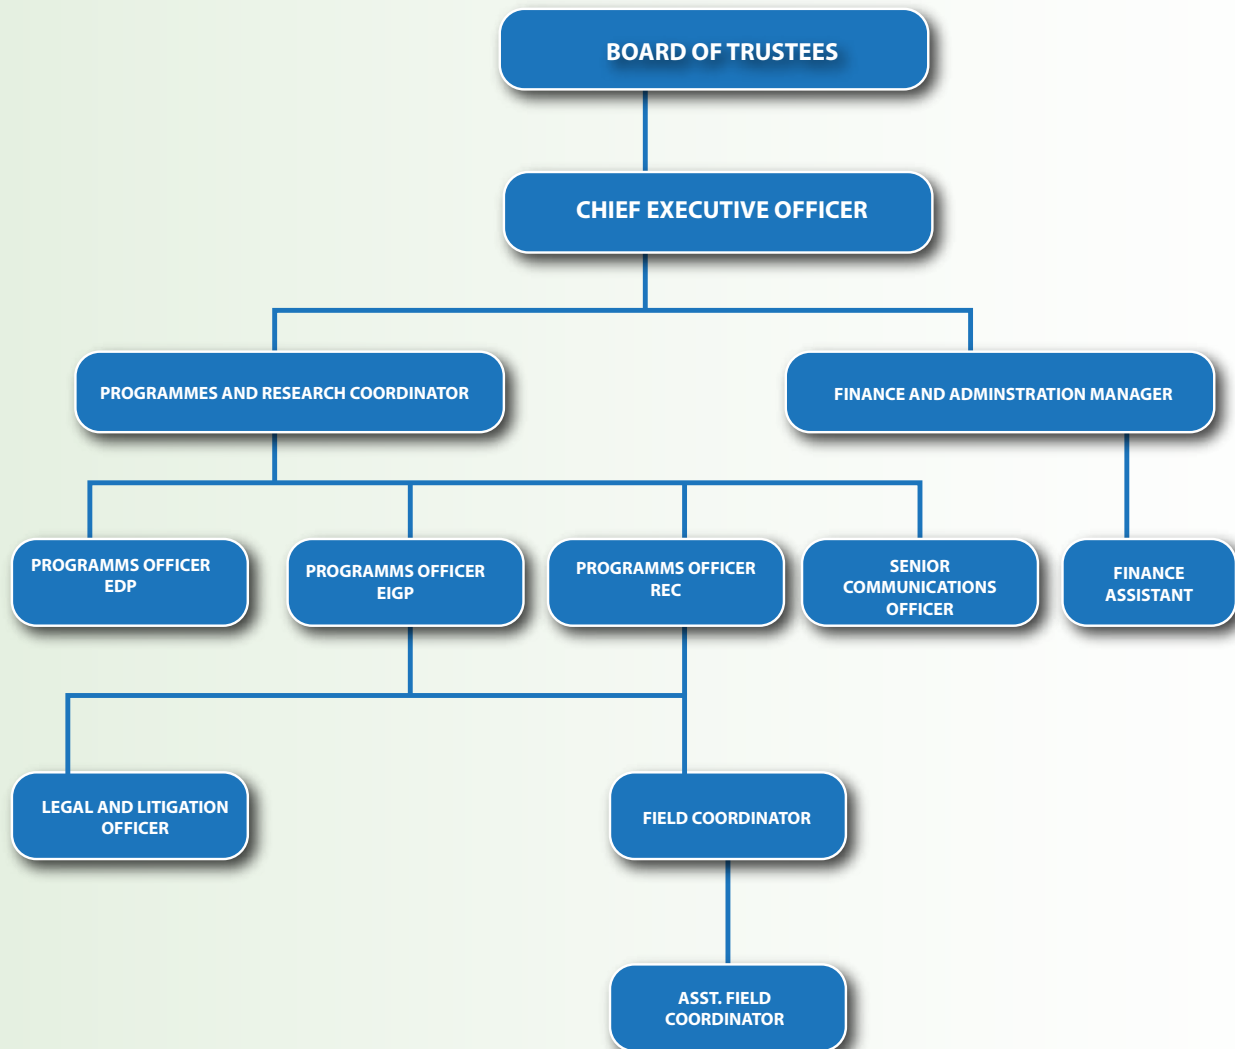 BOARD OF TRUSTEES
CHIEF EXECUTIVE OFFICER
PROGRAMMES AND RESEARCH COORDINATOR
FINANCE AND ADMINSTRATION MANAGER
PROGRAMMS OFFICER
EDP
PROGRAMMS OFFICER
EIGP
PROGRAMMS OFFICER
REC
SENIOR
COMMUNICATIONS
OFFICER
FINANCE
ASSISTANT
LEGAL AND LITIGATION
OFFICER
FIELD COORDINATOR
ASST. FIELD
COORDINATOR